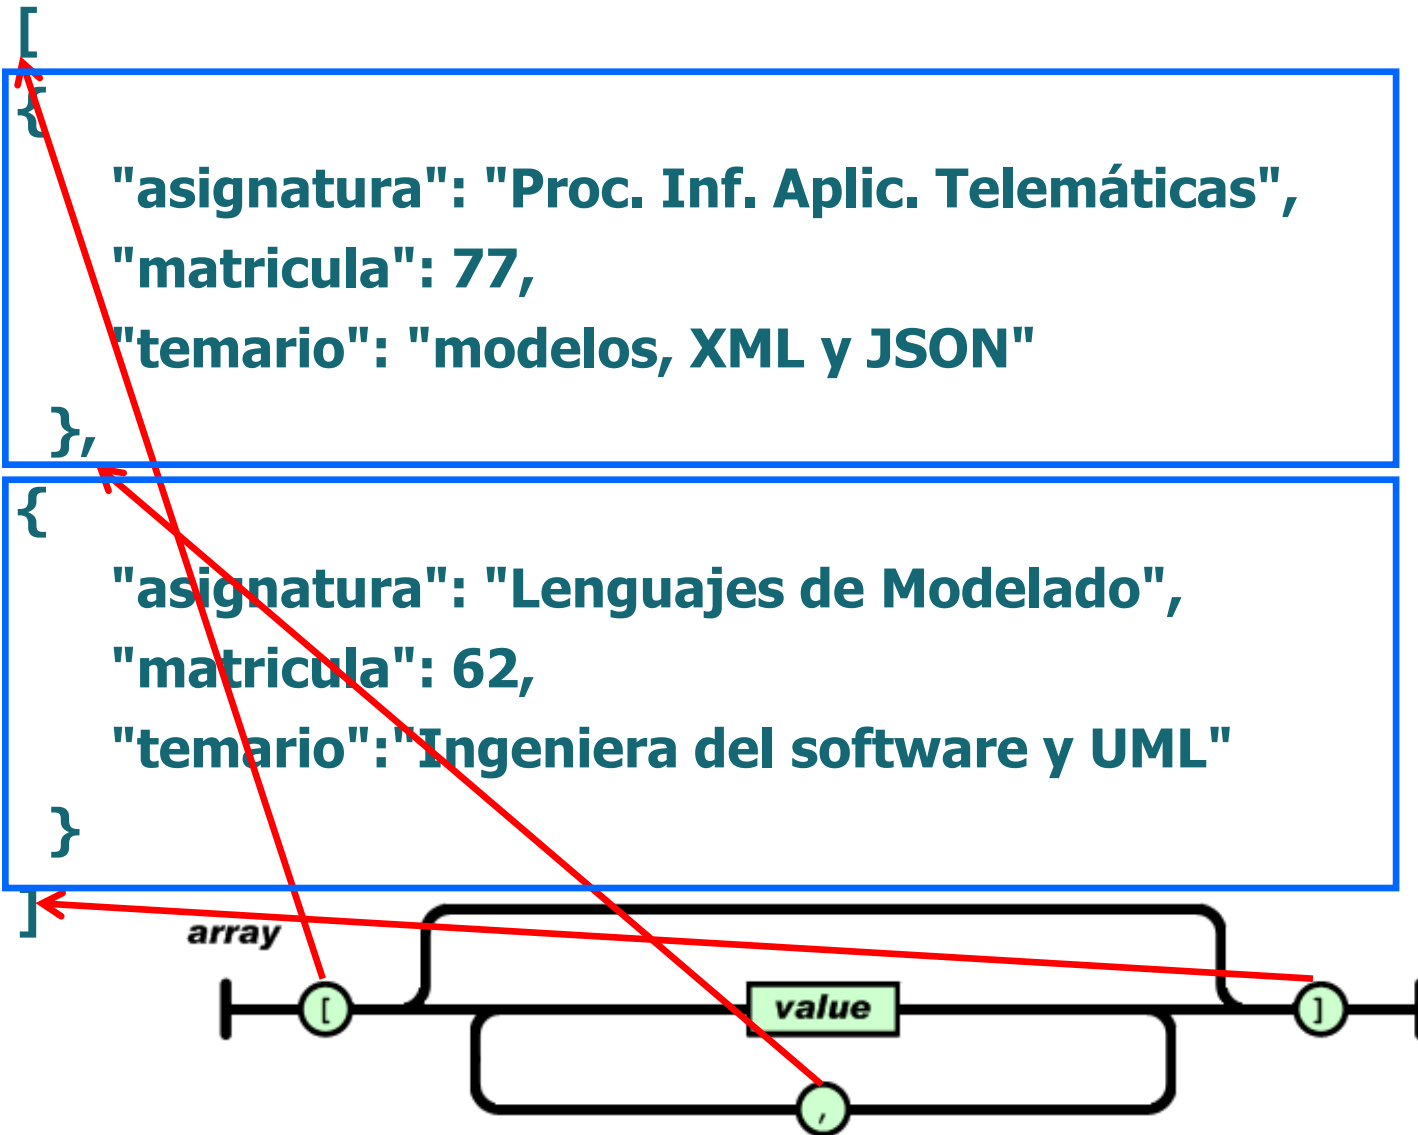 [
{
"asignatura": "Proc. Inf. Aplic. Telemáticas",
"matricula": 77,
"temario": "modelos, XML y JSON"
},
{
"asignatura": "Lenguajes de Modelado",
"matricula": 62,
"temario":"Ingeniera del software y UML"
}
]
array
[ value ]
,